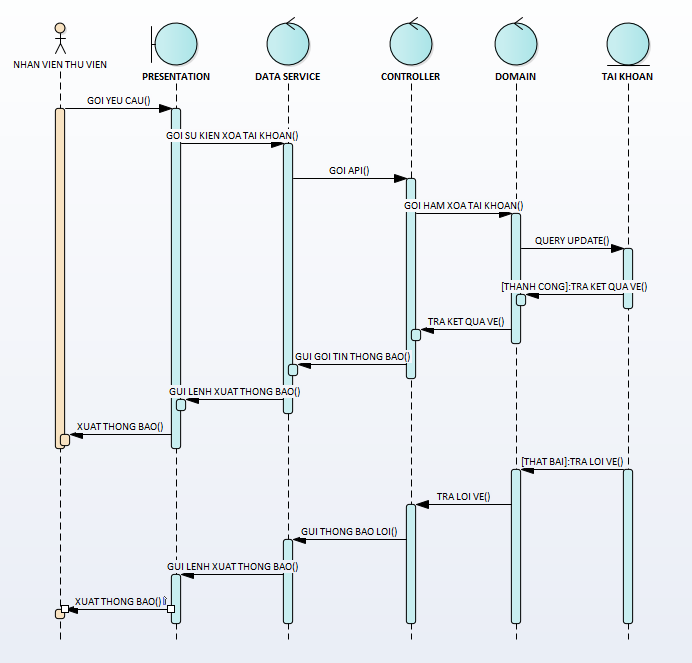 NHAN VIEN THU VIEN
PRESENTATION
DATA SERVICE
CONTROLLER
DOMAIN
TAI KHOAN
GOI YEU CAU()
GOI SU KIEN XOA TAI KHOAN()
GOI API()
GOI HAM XOA TAI KHOAN()
QUERY UPDATE()
[THANH CONG]:TRA KET QUA VE()
TRA KET QUA VE()
GUI GOI TIN THONG BAO()
GUI LENH XUAT THONG BAO()
XUAT THONG BAO()
[THAT BAI]:TRA LOI VE()
TRA LOI VE()
GUI THONG BAO LOI()
GUI LENH XUAT THONG BAO()
XUAT THONG BAO()